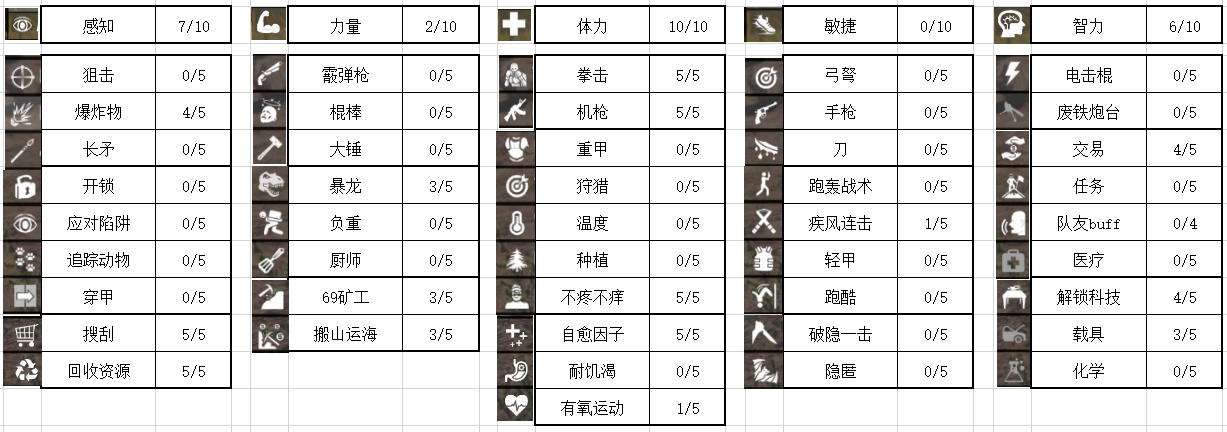 感知 7/10 力量 2/10 体力 10/10 敏捷 0/10 智力 6/10
狙击 0/5 霰弹枪 0/5 拳击 5/5 弓弩 0/5 电击棍 0/5
爆炸物 4/5 棍棒 0/5 机枪 5/5 手枪 0/5 废铁炮台 0/5
长矛 0/5 大锤 0/5 重甲 0/5 刀 0/5 交易 4/5
开锁 0/5 暴龙 3/5 狩猎 0/5 跑轰战术 0/5 任务 0/5
应对陷阱 0/5 负重 0/5 温度 0/5 疾风连击 1/5 队友buff 0/4
追踪动物 0/5 厨师 0/5 种植 0/5 轻甲 0/5 医疗 0/5
穿甲 0/5 69矿工 3/5 不疼不痒 5/5 跑酷 0/5 解锁科技 4/5
搜刮 5/5 搬山运海 3/5 自愈因子 5/5 破隐一击 0/5 载具 3/5
回收资源 5/5 耐饥渴 0/5 隐匿 0/5 化学 0/5
有氧运动 1/5